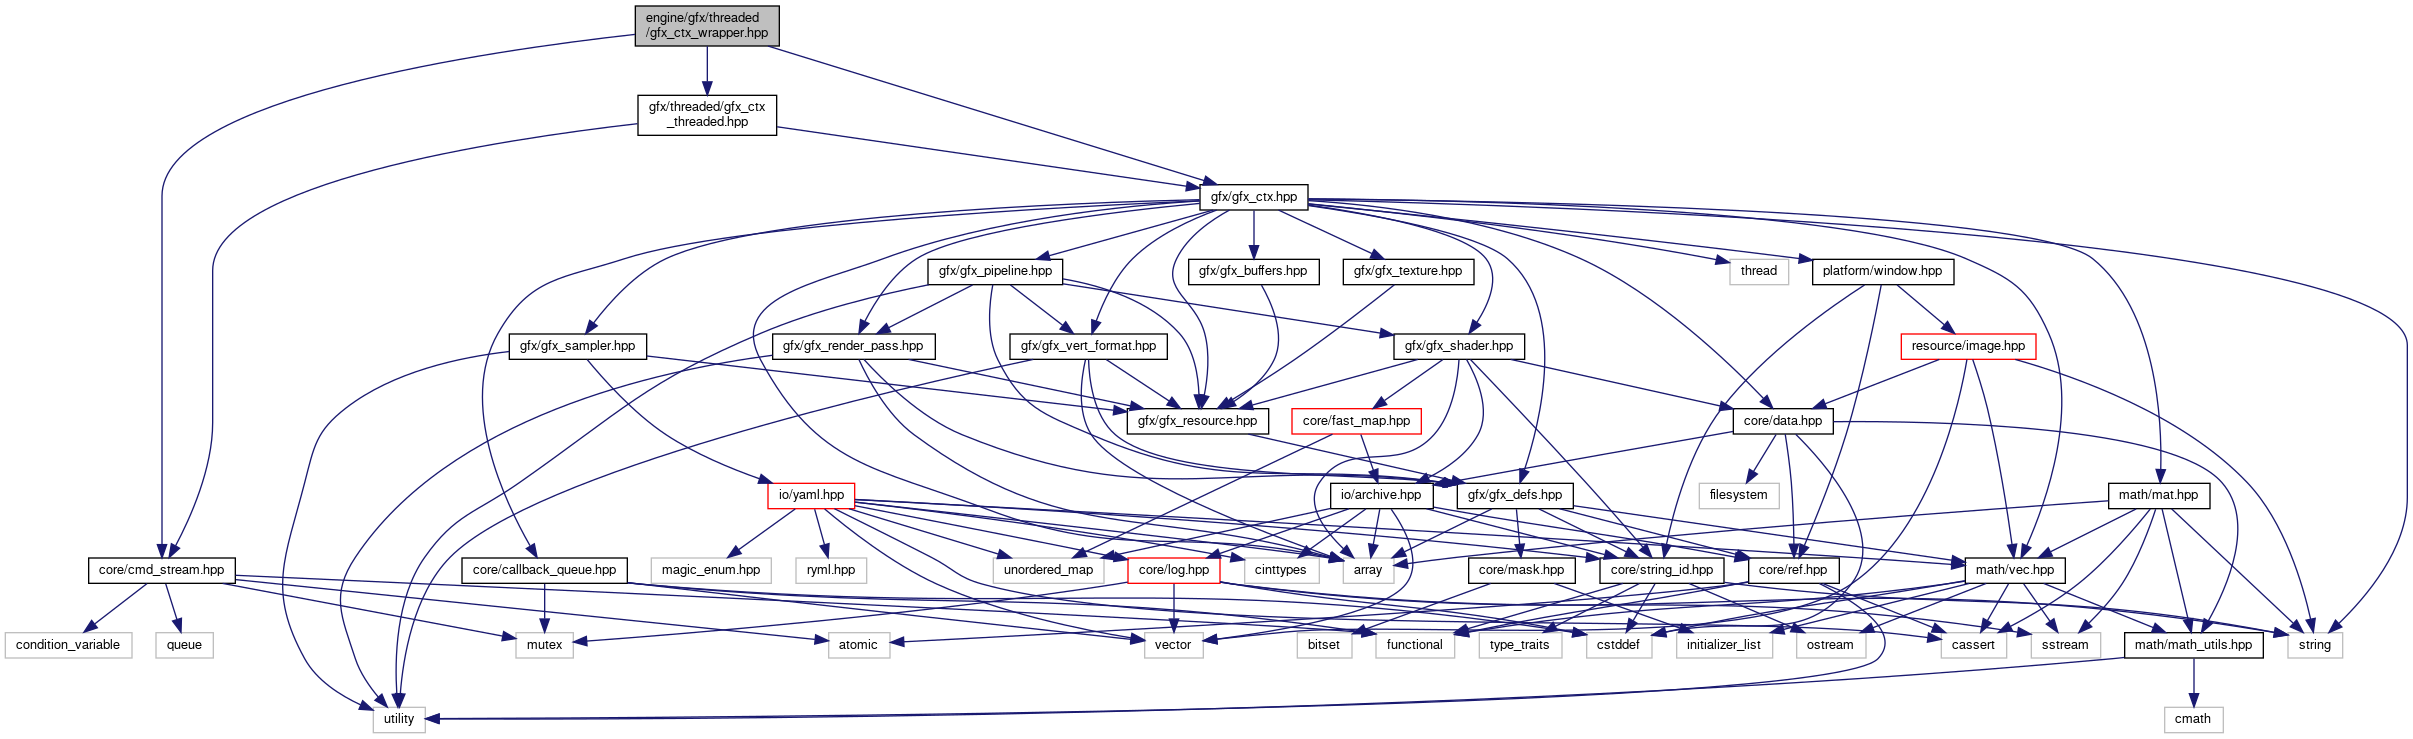 engine/gfx/threaded
/gfx_ctx_wrapper.hpp
gfx/threaded/gfx_ctx
_threaded.hpp
gfx/gfx_ctx.hpp
gfx/gfx_pipeline.hpp
gfx/gfx_buffers.hpp
gfx/gfx_texture.hpp
thread
platform/window.hpp
gfx/gfx_sampler.hpp
gfx/gfx_render_pass.hpp
gfx/gfx_vert_format.hpp
gfx/gfx_shader.hpp
resource/image.hpp
gfx/gfx_resource.hpp
core/fast_map.hpp
core/data.hpp
io/yaml.hpp
io/archive.hpp
gfx/gfx_defs.hpp
filesystem
math/mat.hpp
core/cmd_stream.hpp
core/callback_queue.hpp
magic_enum.hpp
ryml.hpp
unordered_map
core/log.hpp
cinttypes
array
core/mask.hpp
core/string_id.hpp
core/ref.hpp
math/vec.hpp
condition_variable
queue
mutex
atomic
vector
bitset
functional
type_traits
cstddef
initializer_list
ostream
cassert
sstream
math/math_utils.hpp
string
utility
cmath